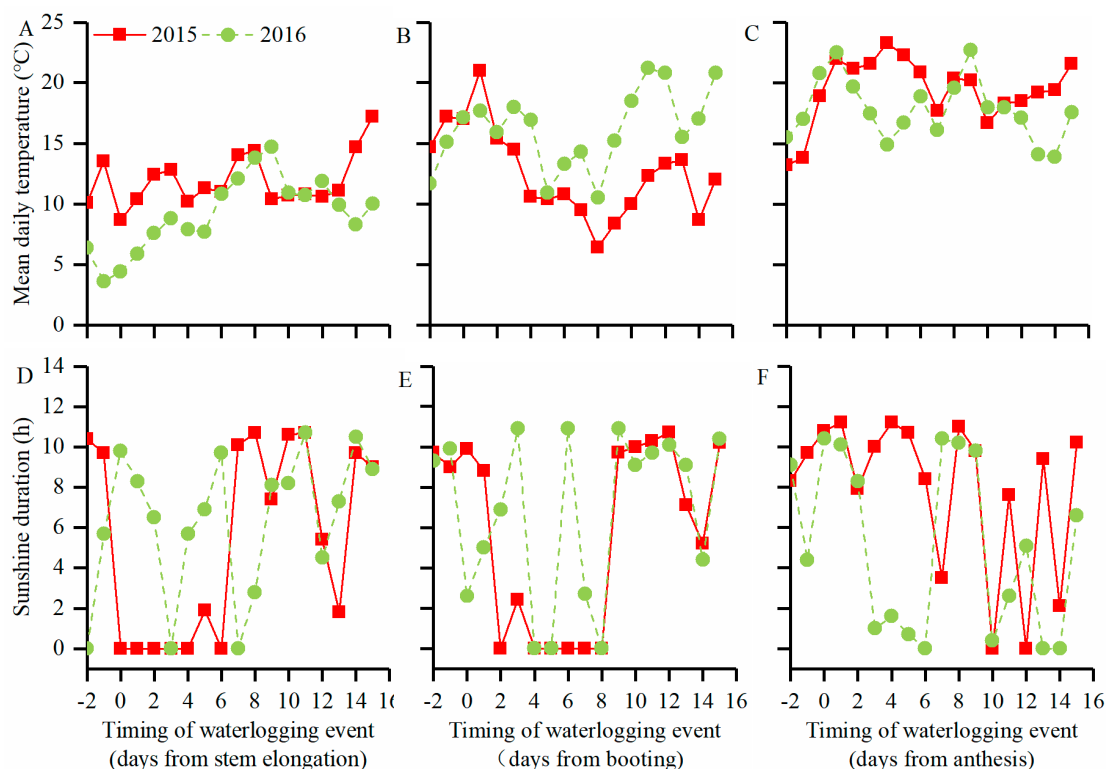 A
25
20
15
10
5
0
Mean daily temperature (℃)
2015
2016
B
C
D
14
12
10
8
6
4
2
0
Sunshine duration (h)
E
F
-2 0 2 4 6 8 10 12 14 16
-2 0 2 4 6 8 10 12 14 16
-2 0 2 4 6 8 10 12 14 16
Timing of waterlogging event
(days from stem elongation)
Timing of waterlogging event
（days from booting)
Timing of waterlogging event
(days from anthesis)